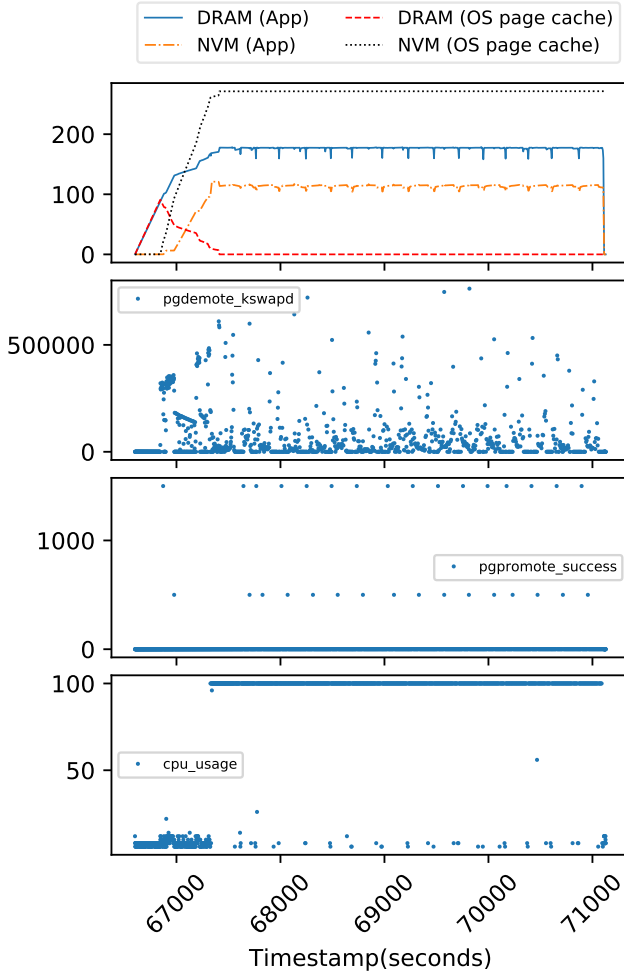 DRAM (App)
DRAM (OS page cache)
NVM (App)
NVM (OS page cache)
200
100
0
pgdemote_kswapd
500000
0
1000
pgpromote_success
0
100
cpu_usage
50
67000
68000
69000
70000
71000
Timestamp(seconds)